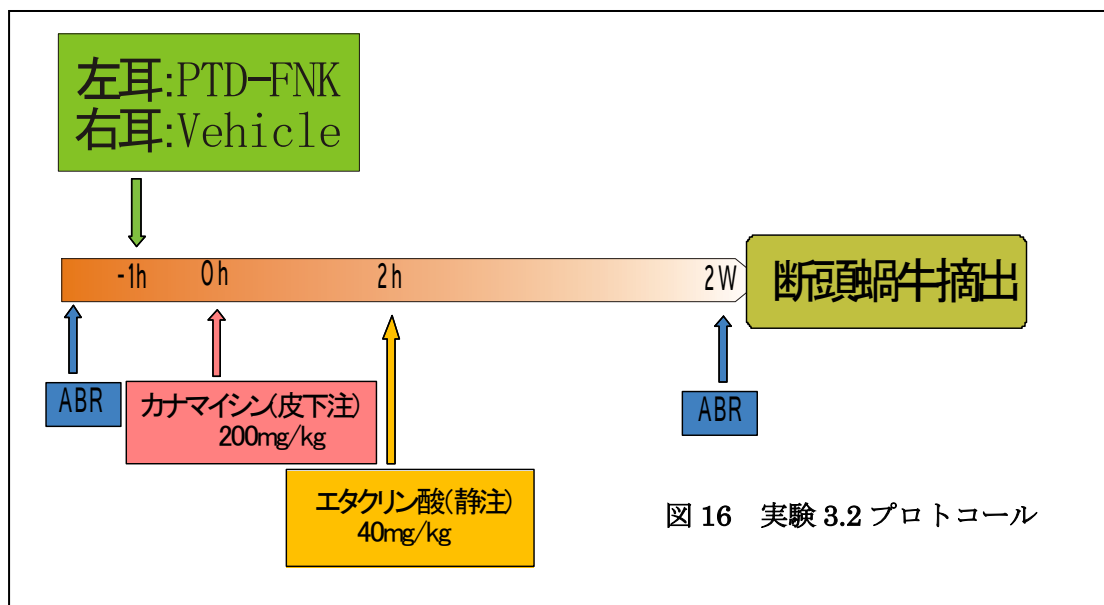 左耳:PTD-FNK
右耳:Vehicle
-1h
0h
2h
2W
断頭蝸牛摘出
ABR
カナマイシン(皮下注)
200mg/kg
ABR
エタクリン酸(静注)
40mg/kg
図 16 実験 3.2 プロトコール